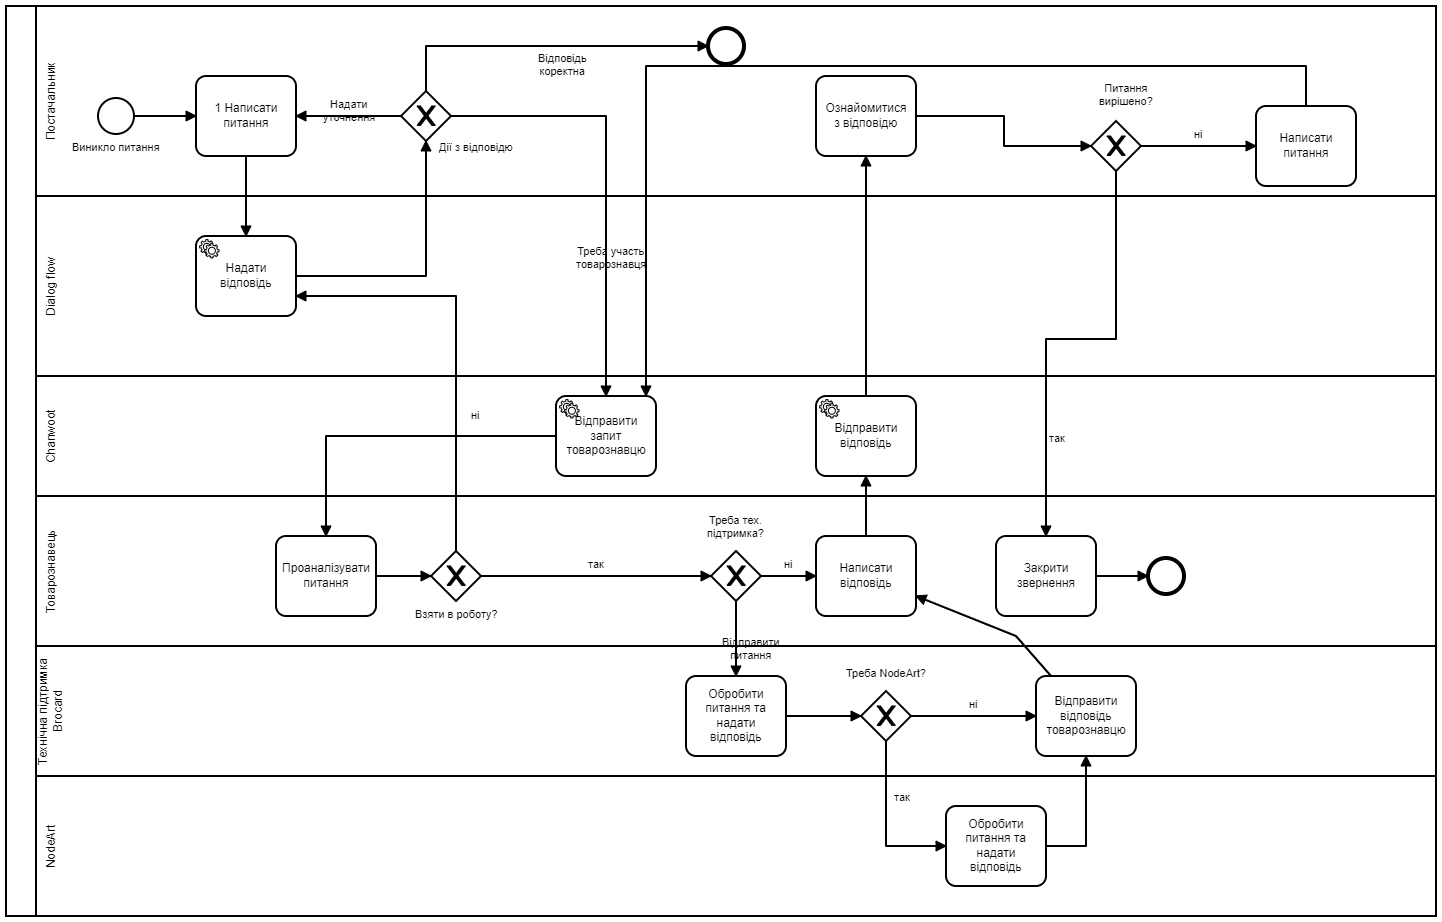 Постачальник
Виникло питання
1 Написати
питання
Надати
уточнення
Дії з відповідю
Відповідь
коректна
Ознайомитися
з відповідю
Питання
вирішено?
ні
Написати
питання
Dialog flow
Надати
відповідь
Треба участь
товарознавця
Chanwoot
ні
Відправити
запит
товарознавцю
Відправити
відповідь
так
Товарознавець
Проаналізувати
питання
Взяти в роботу?
так
Треба тех.
підтримка?
ні
Написати
відповідь
Закрити
звернення
Відправити
питання
Технічна підтримка
Brocard
Обробити
питання та
надати
відповідь
Треба NodeArt?
ні
Відправити
відповідь
товарознавцю
NodeArt
так
Обробити
питання та
надати
відповідь